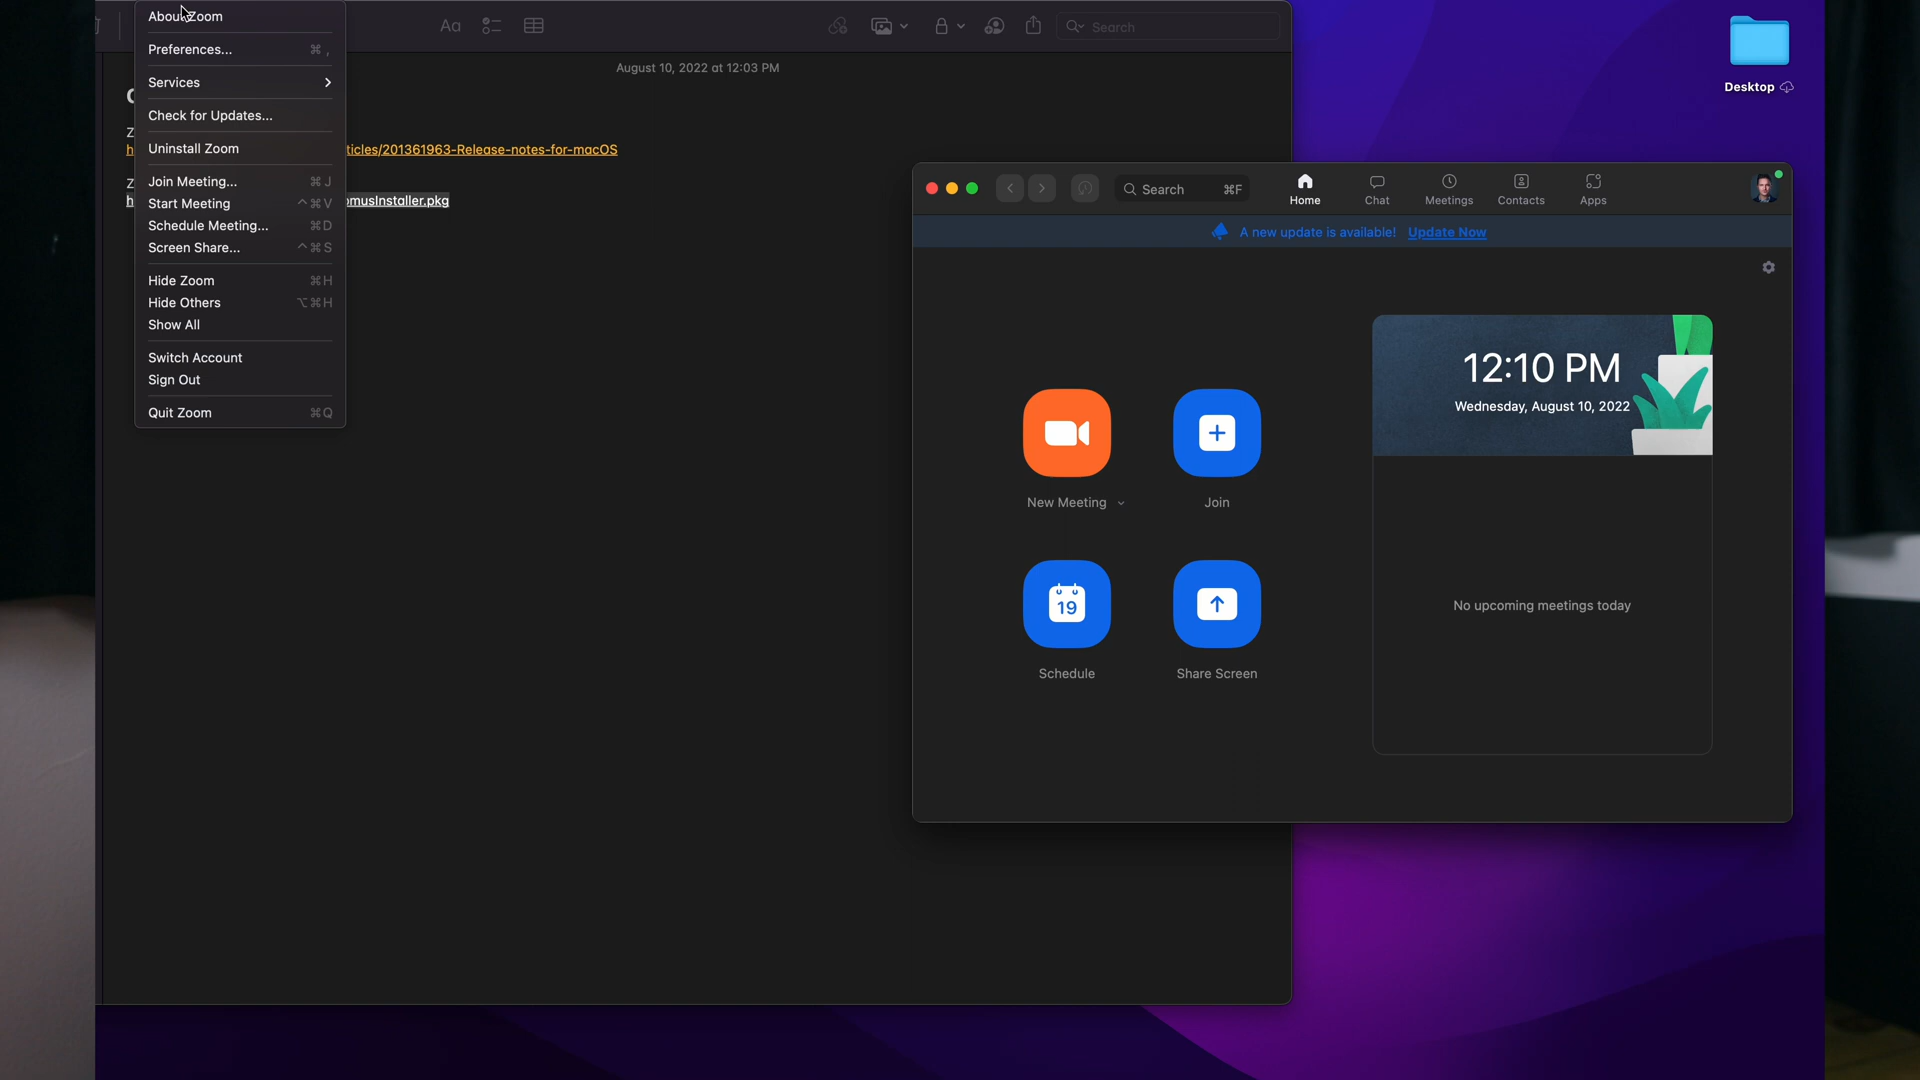 About Zoom
Preferences... ⌘ ,
Services
Check for Updates...
Uninstall Zoom
Join Meeting... ⌘J
Start Meeting ^⌘V
Schedule Meeting... ⌘D
Screen Share... ^⌘S
Hide Zoom ⌘H
Hide Others ⌥⌘H
Show All
Switch Account
Sign Out
Quit Zoom ⌘Q
Aa
Search
August 10, 2022 at 12:03 PM
ticles/201361963-Release-notes-for-macOS
omusInstaller.pkg
Desktop
Search ⌘F
Home
Chat
Meetings
Contacts
Apps
A new update is available! Update Now
New Meeting
Join
19
Schedule
Share Screen
12:10 PM
Wednesday, August 10, 2022
No upcoming meetings today